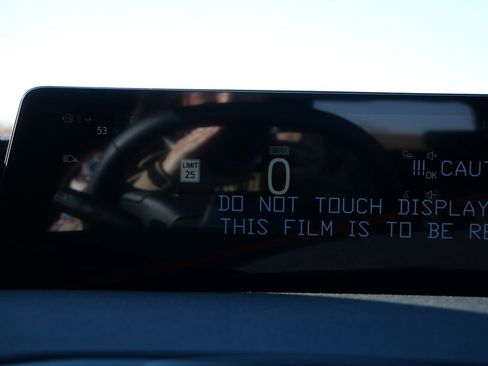 53
LIMIT
25
0
OK
!!! CAUT
DO NOT TOUCH DISPLAY
THIS FILM IS TO BE RE